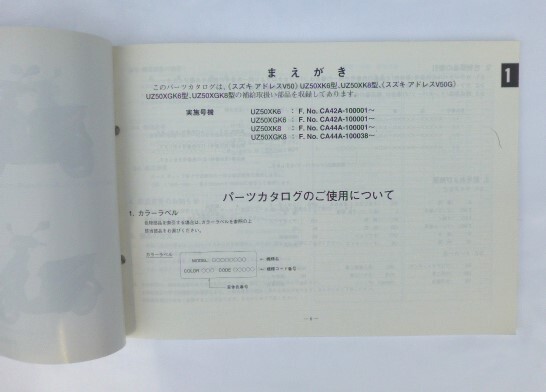 まえがき
1
このパーツカタログは、（スズキ アドレスV50）UZ50XK6型、UZ50XK8型、（スズキ アドレスV50G）
UZ50XGK6型、UZ50XGK8型の補給取扱い部品を収録してあります。
実施号機 UZ50XK6 : F. No. CA42A-100001～
UZ50XGK6 : F. No. CA42A-100001～
UZ50XK8 : F. No. CA44A-100001～
UZ50XGK8 : F. No. CA44A-100038～
パーツカタログのご使用について
1. カラーラベル
カラーラベル
MODEL: ○○○○○○○○
COLOR ○○○ CODE ○○○○○